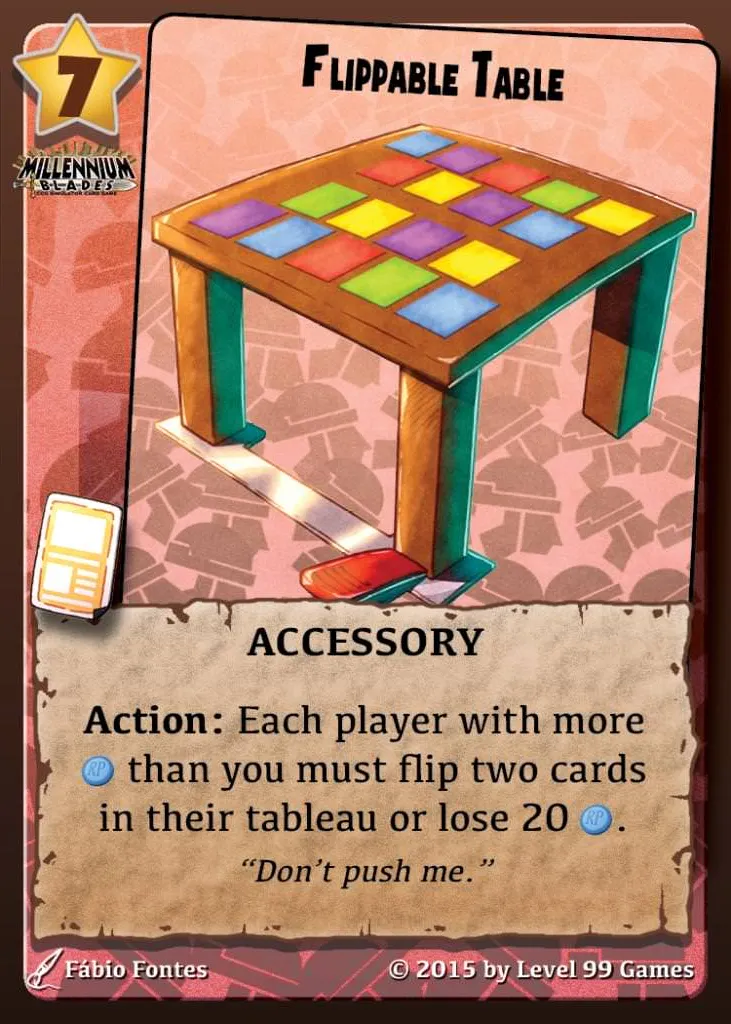 7
FLIPPABLE TABLE
MILLENNIUM
BLADES
ACCESSORY
Action: Each player with more
RP than you must flip two cards
in their tableau or lose 20 RP.
“Don’t push me.”
Fábio Fontes
© 2015 by Level 99 Games